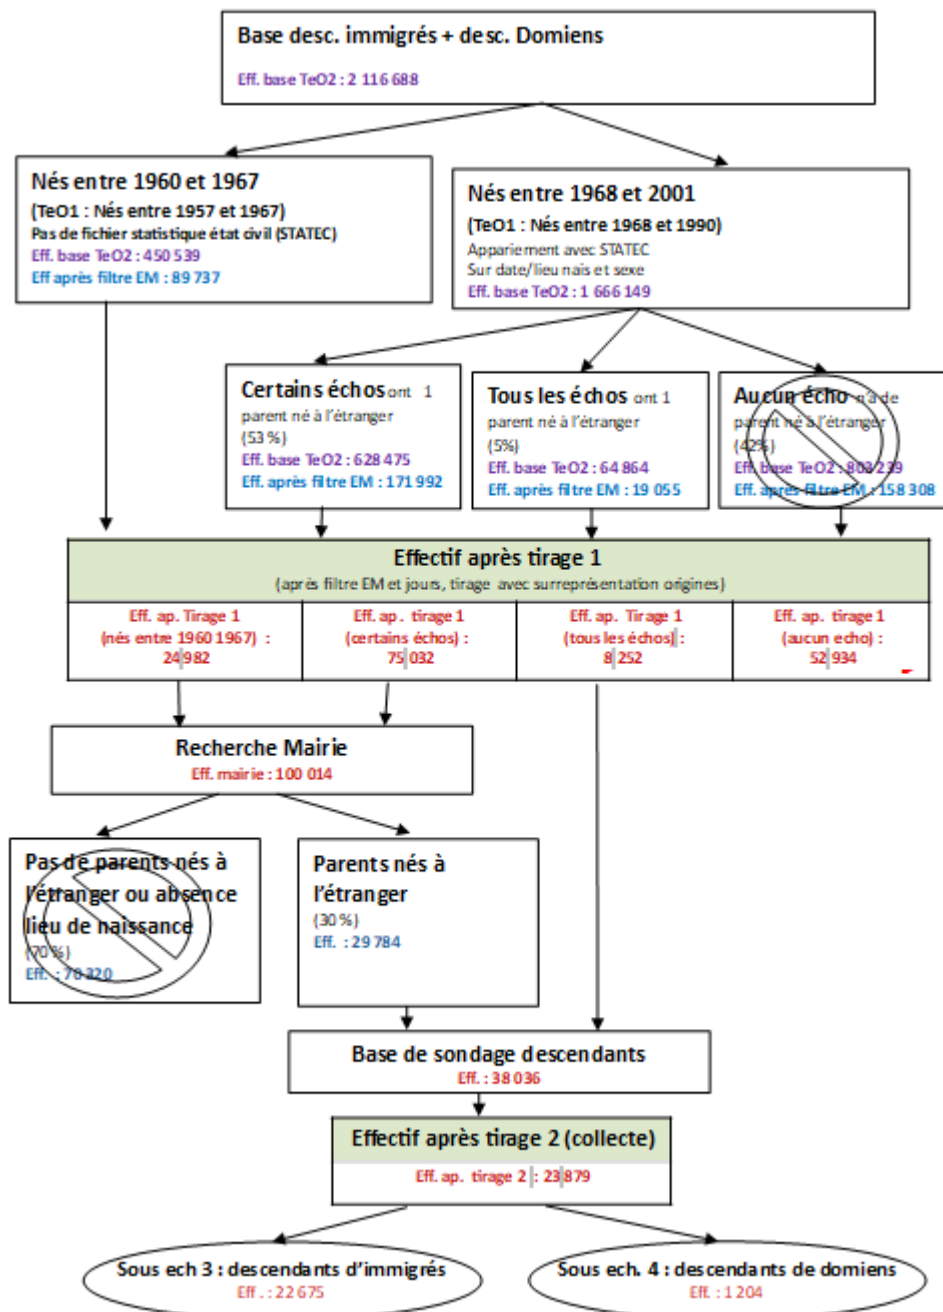 Base desc. immigrés + desc. Domiens
Eff. base TeO2 : 2 116 688
Nés entre 1960 et 1967
(TeO1 : Nés entre 1957 et 1967)
Pas de fichier statistique état civil (STATEC)
Eff. base TeO2 : 450 539
Eff après filtre EM : 89 737
Nés entre 1968 et 2001
(TeO1 : Nés entre 1968 et 1990)
Appariement avec STATEC
Sur date/lieu nais et sexe
Eff. base TeO2 : 1 666 149
Certains échos ont 1
parent né à l'étranger
(53 %)
Eff. base TeO2 : 628 475
Eff. après filtre EM : 171 992
Tous les échos ont 1
parent né à l'étranger
(5%)
Eff. base TeO2 : 64 864
Eff. après filtre EM : 19 055
Aucun écho n'a de
parent né à l'étranger
(42%)
Eff. base TeO2 : 803 239
Eff. après filtre EM : 158 308
Effectif après tirage 1
(après filtre EM et jours, tirage avec surreprésentation origines)
Eff. ap. Tirage 1
(nés entre 1960 1967) :
24 982
Eff. ap. tirage 1
(certains échos) :
75 032
Eff. ap. Tirage 1
(tous les échos) :
8 252
Eff. ap. tirage 1
(aucun echo) :
52 934
Recherche Mairie
Eff. mairie : 100 014
Pas de parents nés à
l'étranger ou absence
lieu de naissance
(70%)
Eff. : 70 320
Parents nés à
l'étranger
(30 %)
Eff. : 29 784
Base de sondage descendants
Eff. : 38 036
Effectif après tirage 2 (collecte)
Eff. ap. tirage 2 : 23 879
Sous ech 3 : descendants d'immigrés
Eff. : 22 675
Sous ech. 4 : descendants de domiens
Eff. : 1 204